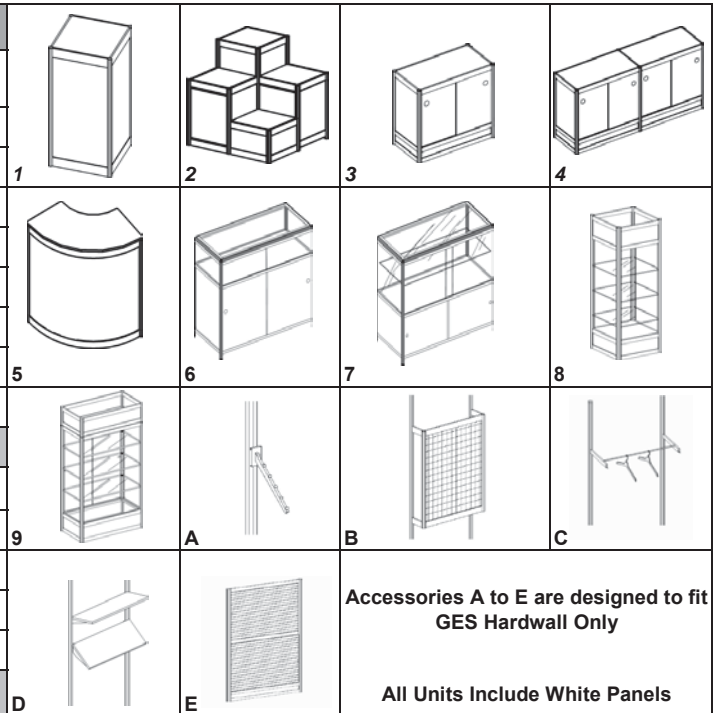 1
2
3
4
5
6
7
8
9
A
B
C
D
E
Accessories A to E are designed to fit
GES Hardwall Only
All Units Include White Panels